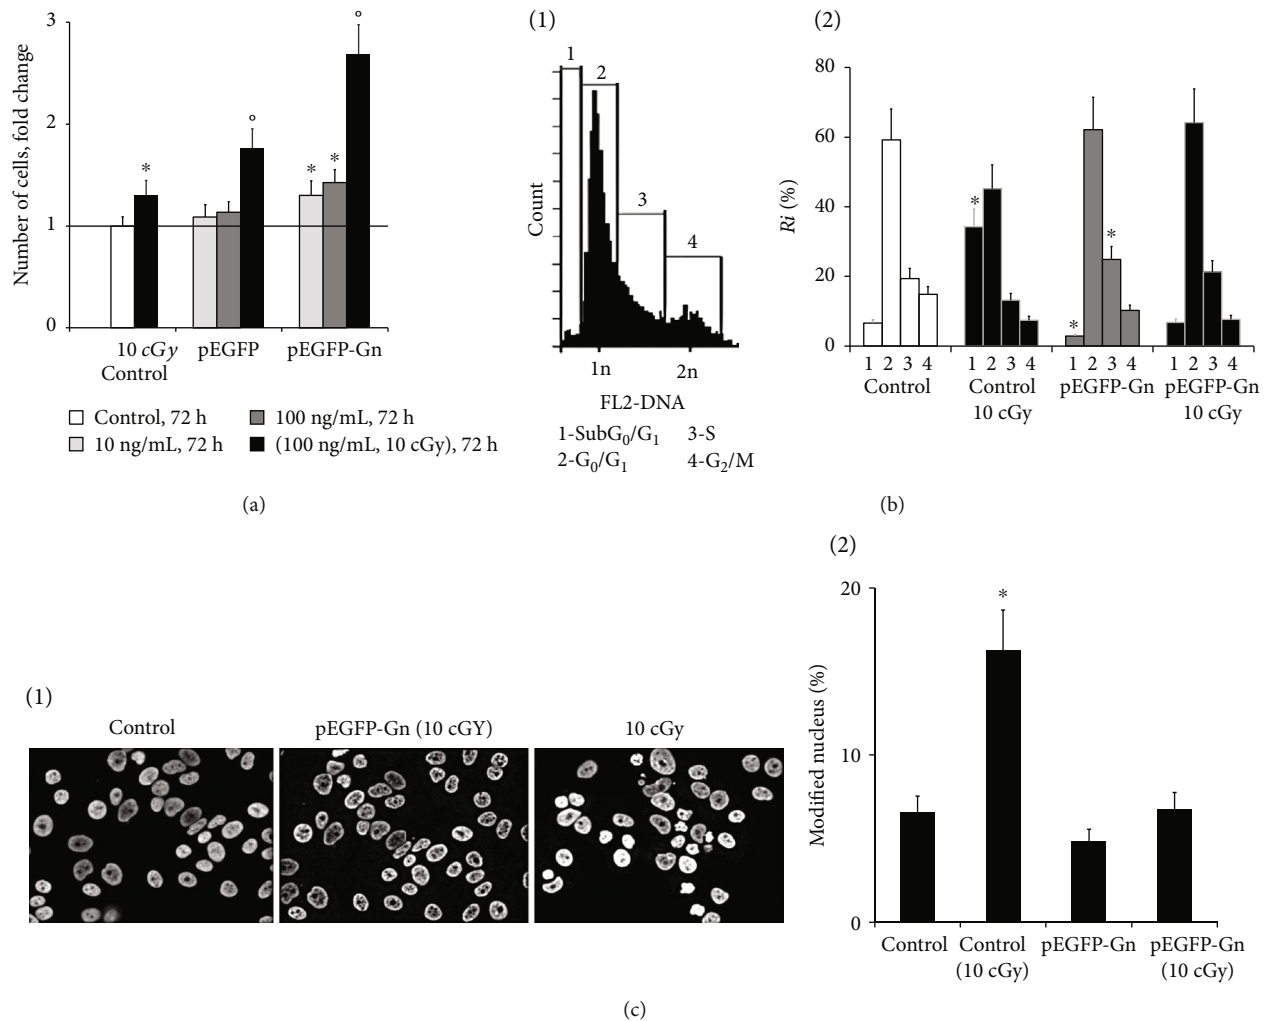 3
2
1
0
Number of cells, fold change
*
°
* *
°
10 cGy
Control
pEGFP
pEGFP-Gn
Control, 72 h
100 ng/mL, 72 h
10 ng/mL, 72 h
(100 ng/mL, 10 cGy), 72 h
(a)
(1)
1
2
3
4
Count
1n
2n
FL2-DNA
1-SubG0/G1
3-S
2-G0/G1
4-G2/M
(2)
80
60
40
20
0
Ri (%)
*
*
*
1 2 3 4
1 2 3 4
1 2 3 4
1 2 3 4
Control
Control
10 cGy
pEGFP-Gn
pEGFP-Gn
10 cGy
(b)
(1)
Control
pEGFP-Gn (10 cGY)
10 cGy
(2)
20
10
0
Modified nucleus (%)
*
Control
Control
(10 cGy)
pEGFP-Gn
pEGFP-Gn
(10 cGy)
(c)